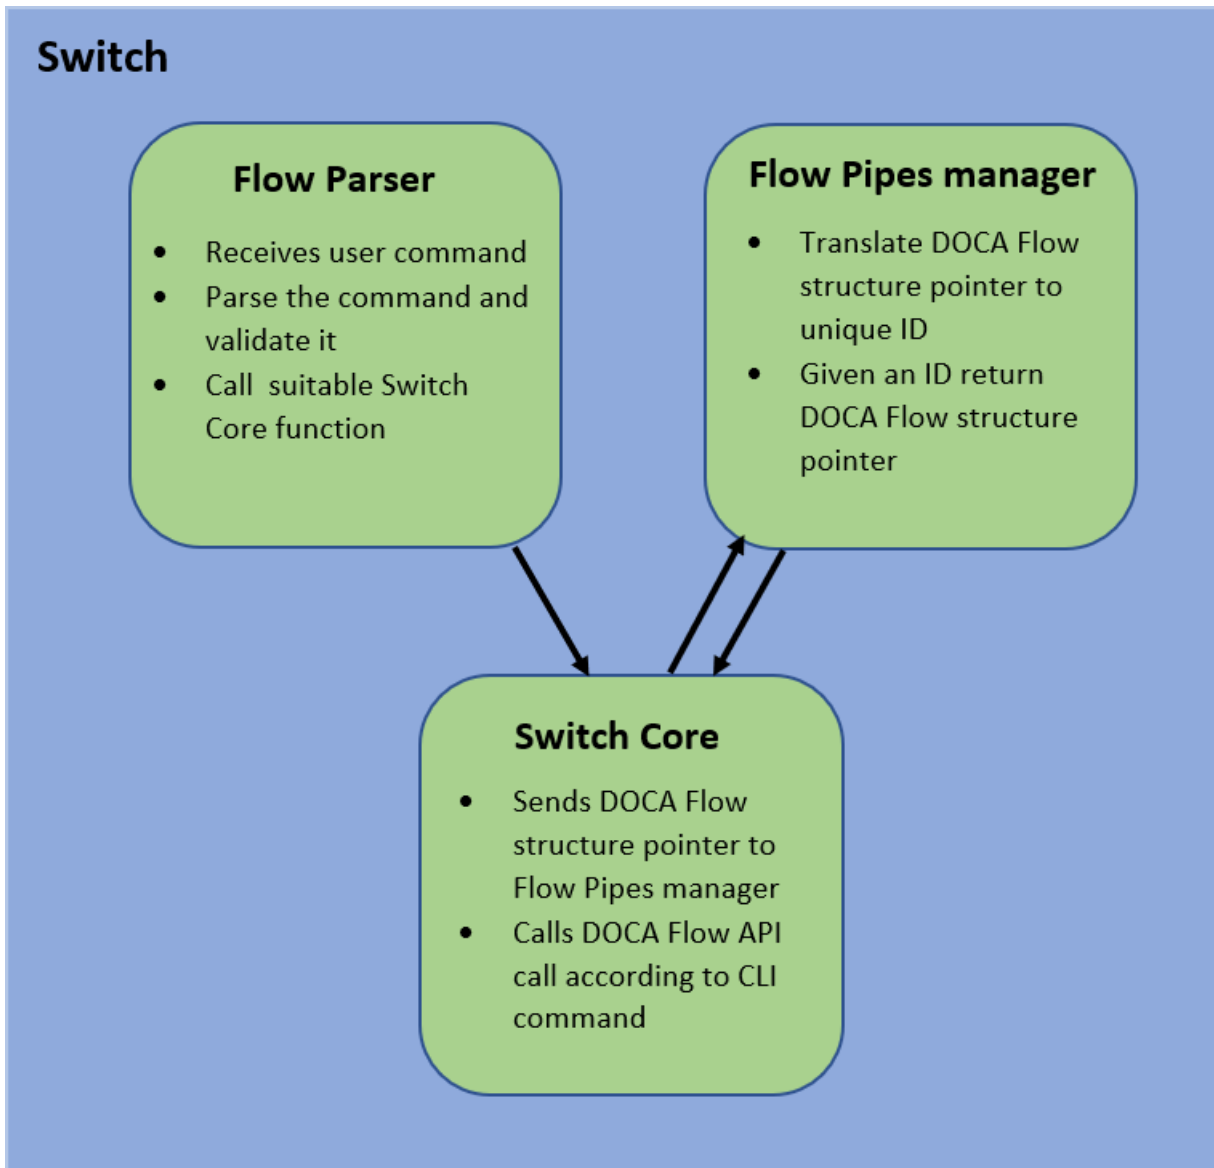 Switch
Flow Parser
• Receives user command
• Parse the command and
validate it
• Call  suitable Switch
Core function
Flow Pipes manager
• Translate DOCA Flow
structure pointer to
unique ID
• Given an ID return
DOCA Flow structure
pointer
Switch Core
• Sends DOCA Flow
structure pointer to
Flow Pipes manager
• Calls DOCA Flow API
call according to CLI
command